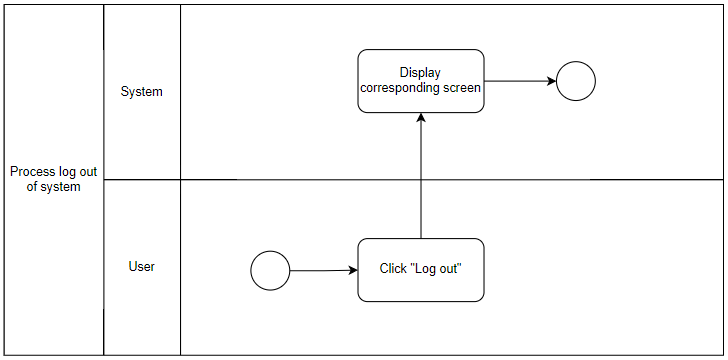 Process log out
of system
System
Display
corresponding screen
User
Click "Log out"